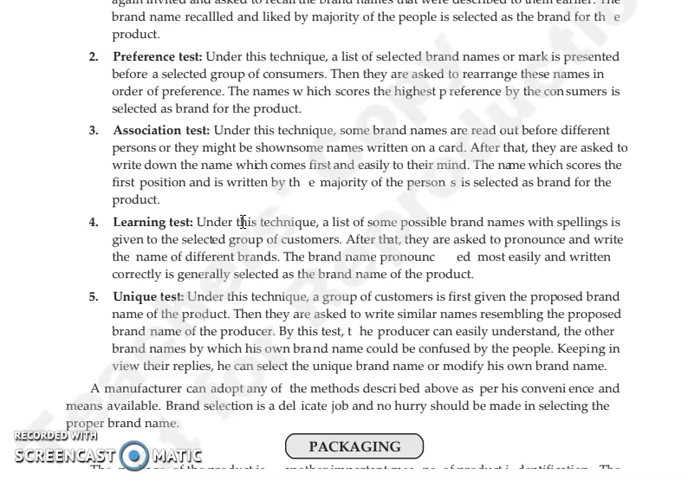 again invited and asked to recall the brand names that were described to them earlier. The
brand name recallled and liked by majority of the people is selected as the brand for th e
product.
2. Preference test: Under this technique, a list of selected brand names or mark is presented
before a selected group of consumers. Then they are asked to rearrange these names in
order of preference. The names w hich scores the highest p reference by the con sumers is
selected as brand for the product.
3. Association test: Under this technique, some brand names are read out before different
persons or they might be shownsome names written on a card. After that, they are asked to
write down the name which comes first and easily to their mind. The name which scores the
first position and is written by th e majority of the person s is selected as brand for the
product.
4. Learning test: Under this technique, a list of some possible brand names with spellings is
given to the selected group of customers. After that, they are asked to pronounce and write
the name of different brands. The brand name pronounc ed most easily and written
correctly is generally selected as the brand name of the product.
5. Unique test: Under this technique, a group of customers is first given the proposed brand
name of the product. Then they are asked to write similar names resembling the proposed
brand name of the producer. By this test, t he producer can easily understand, the other
brand names by which his own brand name could be confused by the people. Keeping in
view their replies, he can select the unique brand name or modify his own brand name.
A manufacturer can adopt any of the methods descri bed above as per his conveni ence and
means available. Brand selection is a del icate job and no hurry should be made in selecting the
proper brand name.
PACKAGING
RECORDED WITH
SCREENCAST MATIC